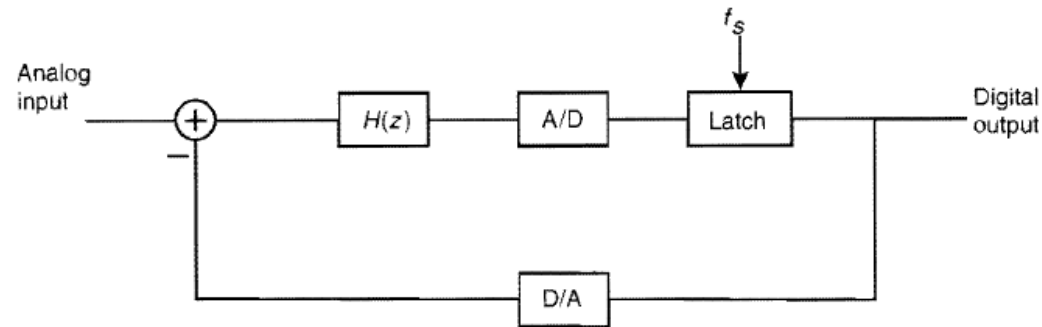 f_S
Analog
input
+
H(z)
A/D
Latch
Digital
output
−
D/A